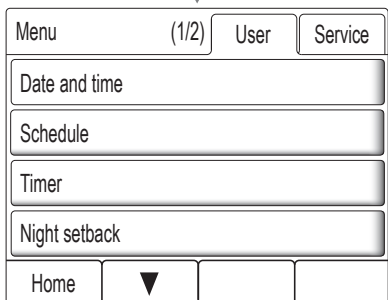 Menu (1/2) User Service
Date and time
Schedule
Timer
Night setback
Home ▼